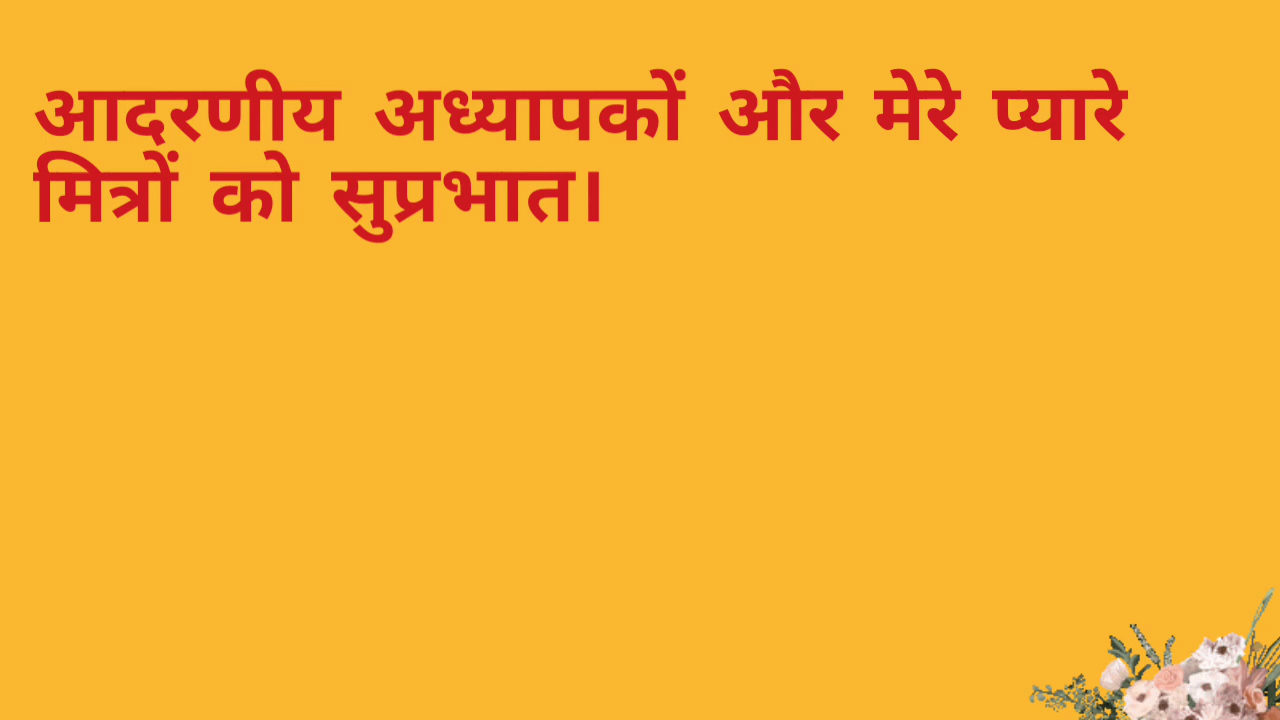 आदरणीय अध्यापकों और मेरे प्यारे
मित्रों को सुप्रभात।